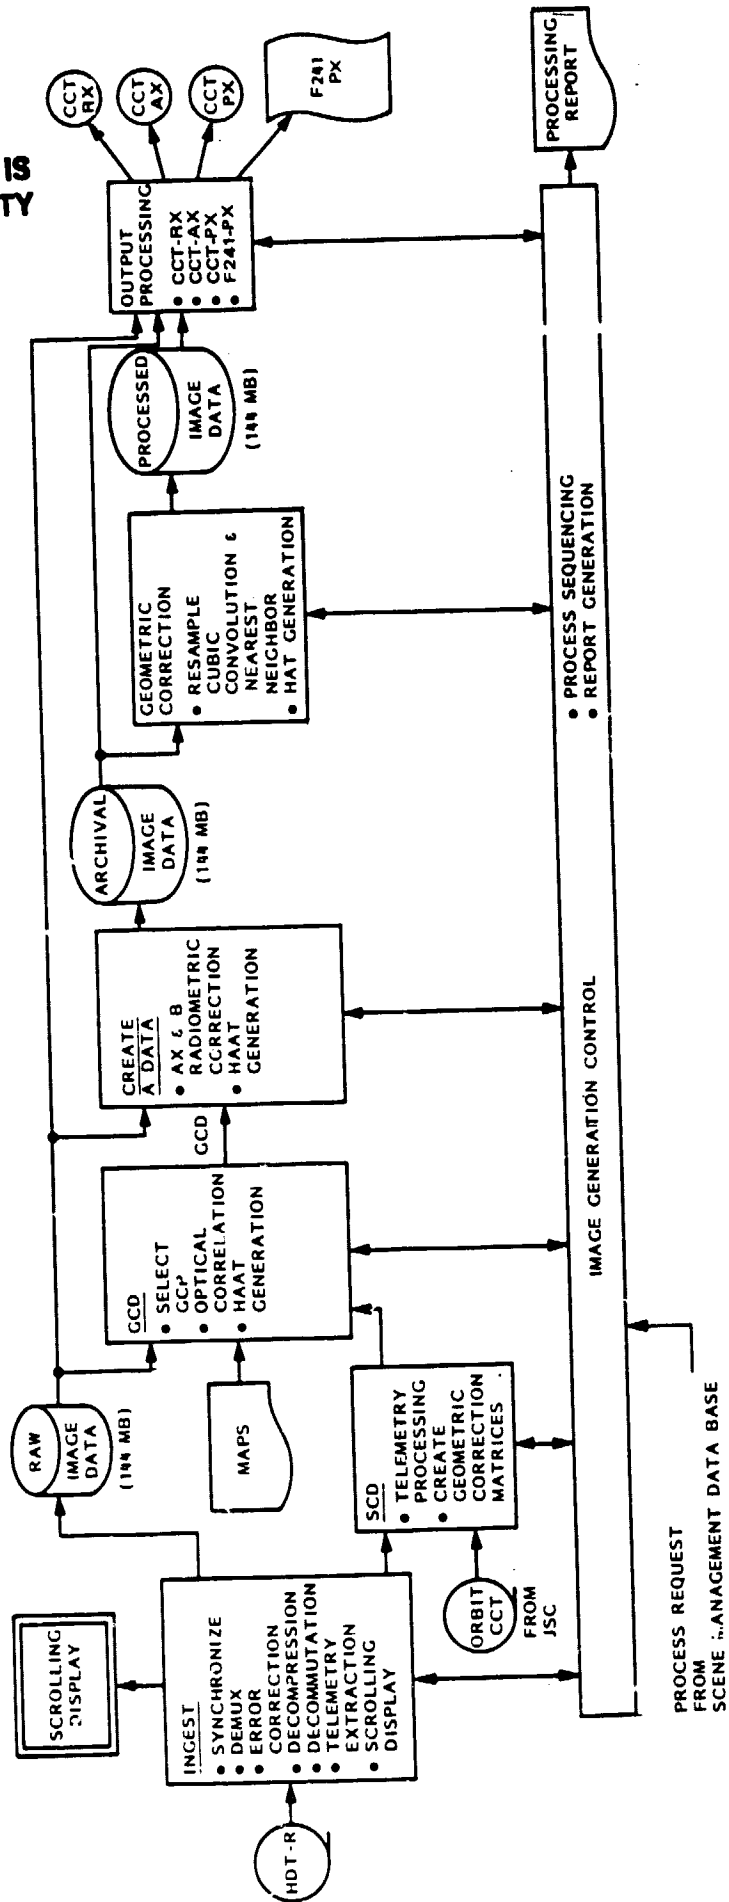 IS
TY
HDT-R
SCROLLING
DISPLAY
INGEST
• SYNCHRONIZE
• DEMUX
• ERROR
CORRECTION
• DECOMPRESSION
• DECOMMUTATION
• TELEMETRY
EXTRACTION
• SCROLLING
DISPLAY
RAW
IMAGE
DATA
(144 MB)
MAPS
ORBIT
CCT
FROM
JSC
SCD
• TELEMETRY
PROCESSING
• CREATE
GEOMETRIC
CORRECTION
MATRICES
GCD
• SELECT
GCP
• OPTICAL
CORRELATION
• HAAT
GENERATION
GCD
CREATE
A DATA
• AX & B
RADIOMETRIC
CORRECTION
• HAAT
GENERATION
ARCHIVAL
IMAGE
DATA
(144 MB)
GEOMETRIC
CORRECTION
• RESAMPLE
CUBIC
CONVOLUTION &
NEAREST
NEIGHBOR
• HAT GENERATION
PROCESSED
IMAGE
DATA
(144 MB)
OUTPUT
PROCESSING
• CCT-RX
• CCT-AX
• CCT-PX
• F241-PX
CCT
RX
CCT
AX
CCT
PX
F241
PX
IMAGE GENERATION CONTROL
• PROCESS SEQUENCING
• REPORT GENERATION
PROCESSING
REPORT
PROCESS REQUEST
FROM
SCENE MANAGEMENT DATA BASE